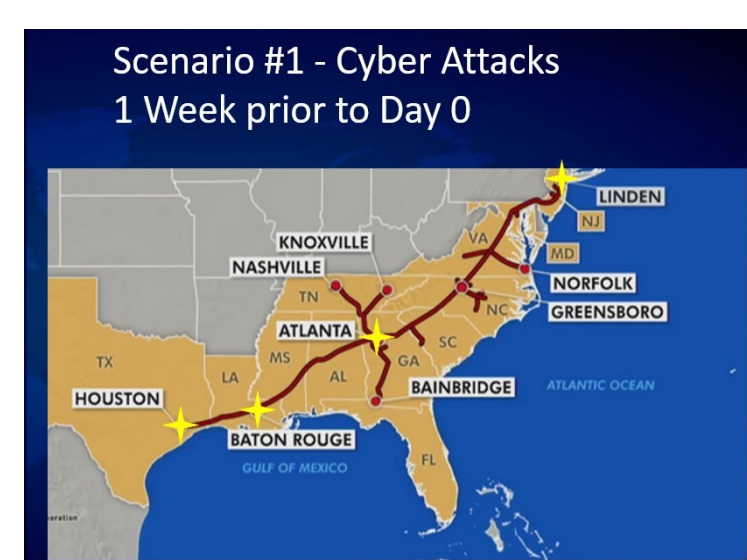 Scenario #1 - Cyber Attacks
1 Week prior to Day 0
LINDEN
NJ
VA
MD
KNOXVILLE
NASHVILLE
NORFOLK
TN
NC
GREENSBORO
ATLANTA
SC
MS
TX
GA
LA
AL
BAINBRIDGE
ATLANTIC OCEAN
HOUSTON
BATON ROUGE
FL
GULF OF MEXICO
oration